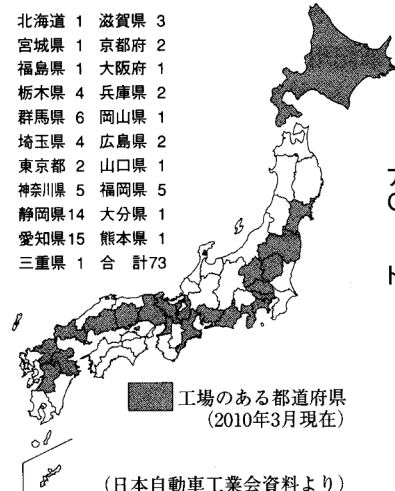 北海道 1 滋賀県 3
宮城県 1 京都府 2
福島県 1 大阪府 1
栃木県 4 兵庫県 2
群馬県 6 岡山県 1
埼玉県 4 広島県 2
東京都 2 山口県 1
神奈川県 5 福岡県 5
静岡県14 大分県 1
愛知県15 熊本県 1
三重県 1 合 計73
工場のある都道府県
(2010年3月現在)
(日本自動車工業会資料より)